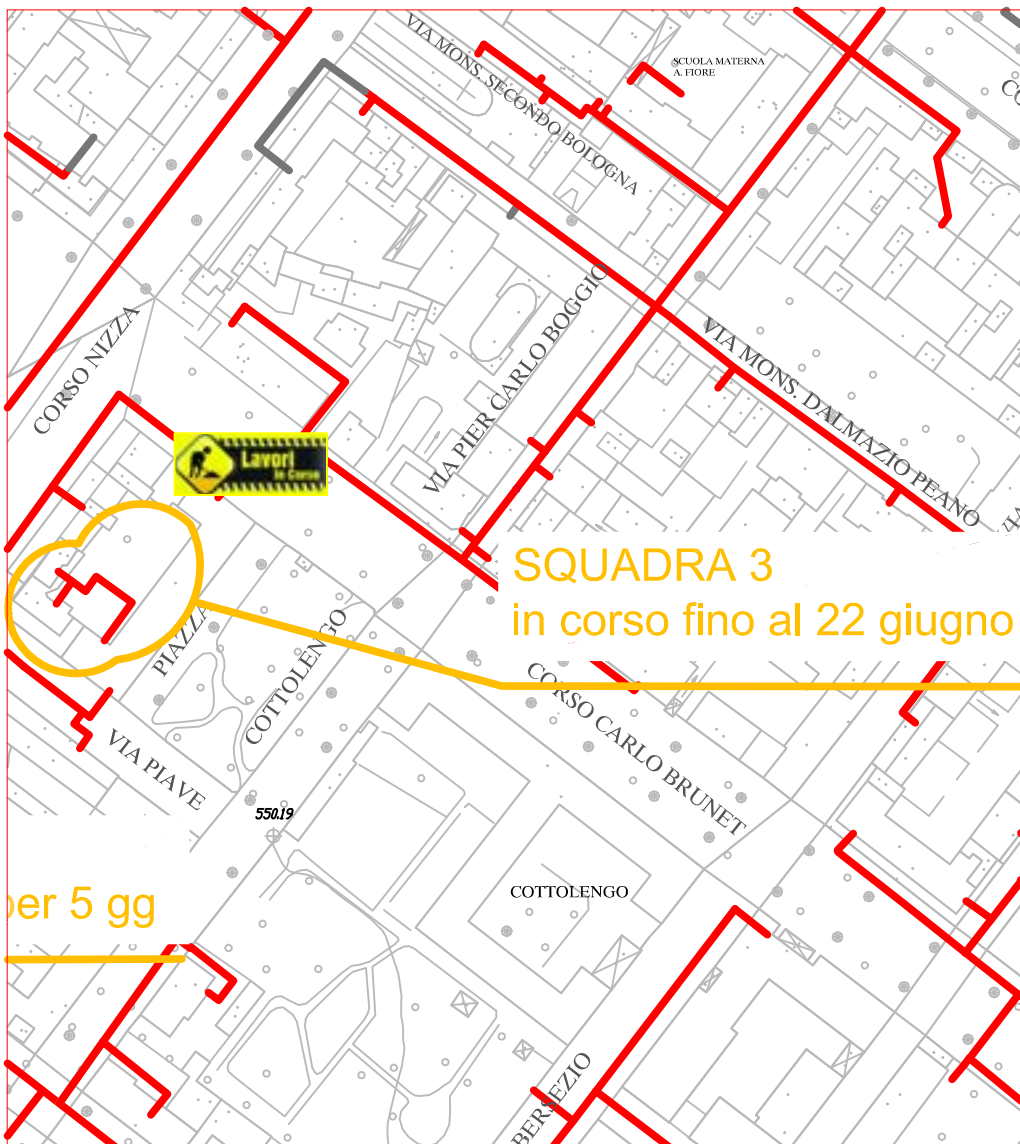 VIA MONS. SECONDO BOLOGNA
SCUOLA MATERNA
A. FIORE
CORSO NIZZA
VIA PIER CARLO BOGGIO
VIA MONS. DALMAZIO PEANO
Lavori
in Corso
SQUADRA 3
in corso fino al 22 giugno
PIAZZA
COTTOLENGO
CORSO CARLO BRUNET
VIA PIAVE
550.19
per 5 gg
COTTOLENGO
BERSEZIO